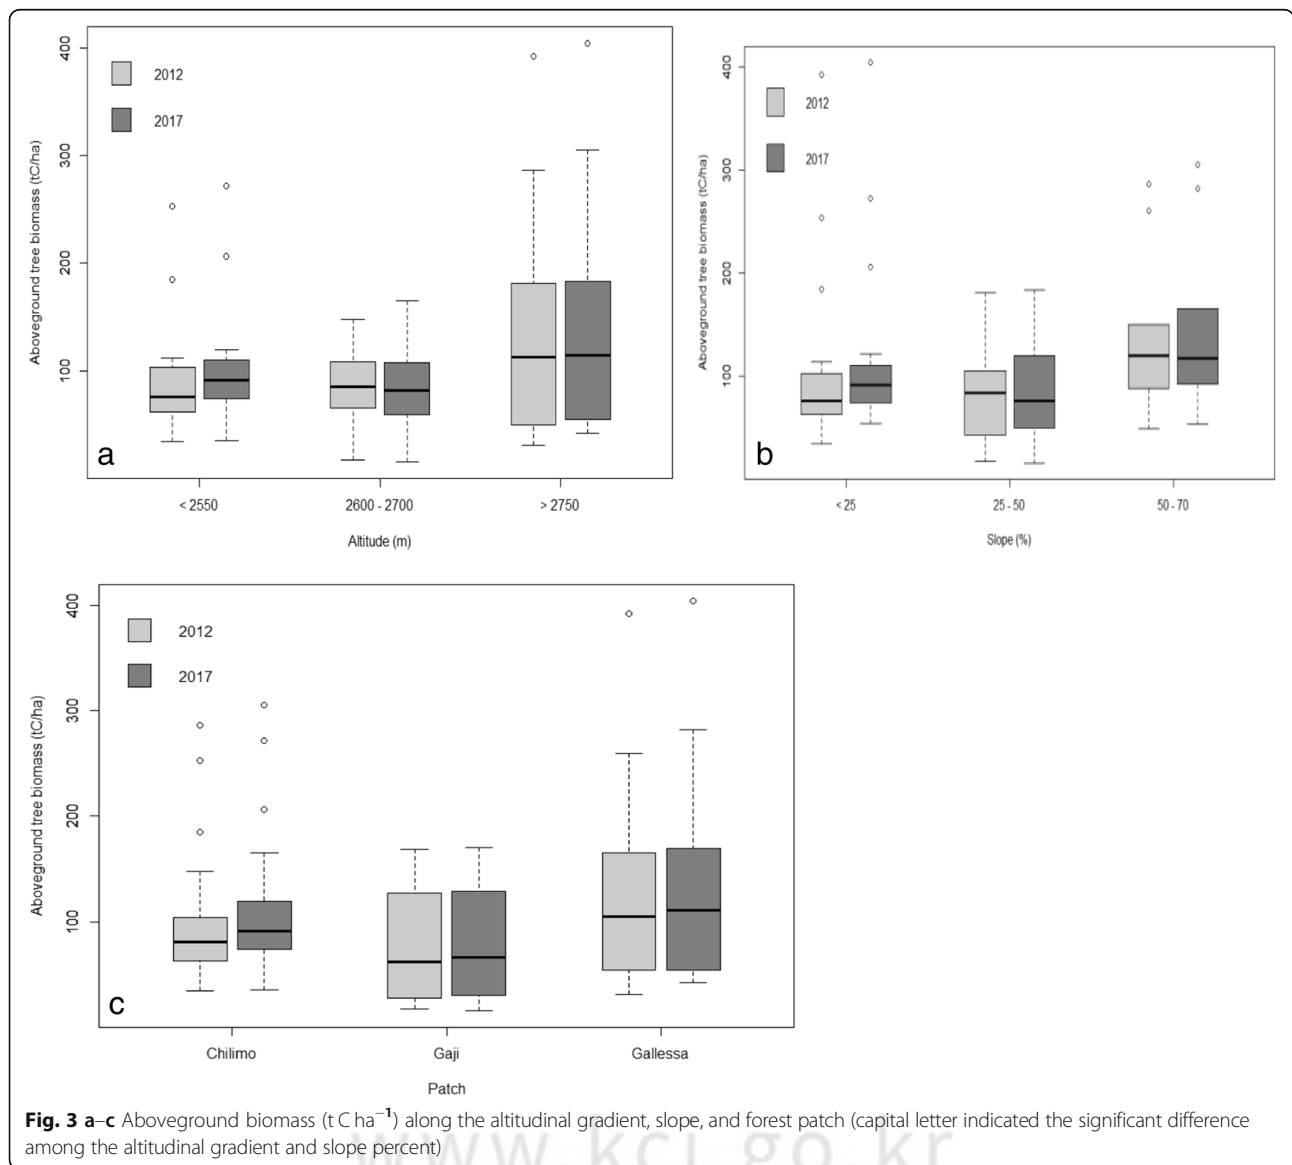 400
300
200
100
Aboveground tree biomass (tC/ha)
2012
2017
a
< 2550
2600 - 2700
> 2750
Altitude (m)
400
300
200
100
Aboveground tree biomass (tC/ha)
2012
2017
b
< 25
25 - 50
50 - 70
Slope (%)
400
300
200
100
Aboveground tree biomass (tC/ha)
2012
2017
c
Chilimo
Gaji
Gallessa
Patch
Fig. 3 a–c Aboveground biomass (t C ha⁻¹) along the altitudinal gradient, slope, and forest patch (capital letter indicated the significant difference
among the altitudinal gradient and slope percent)
www.kci.go.kr